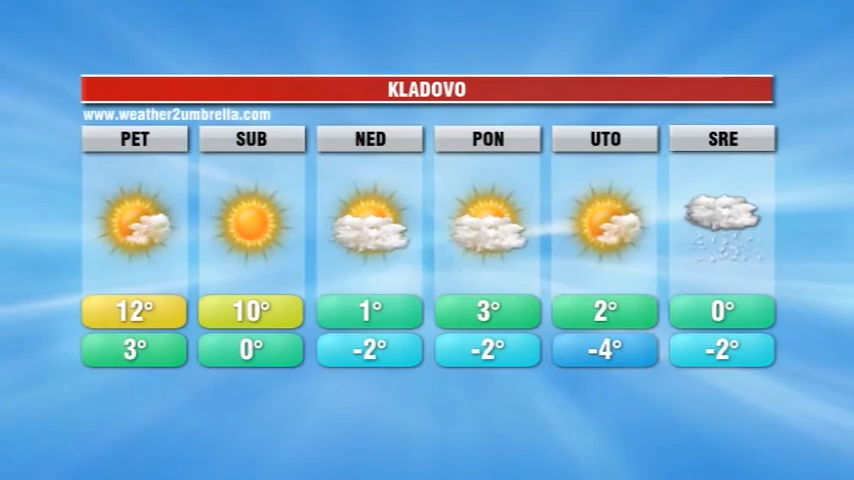 KLADOVO
www.weather2umbrella.com
PET SUB NED PON UTO SRE
12° 10° 1° 3° 2° 0°
3° 0° -2° -2° -4° -2°